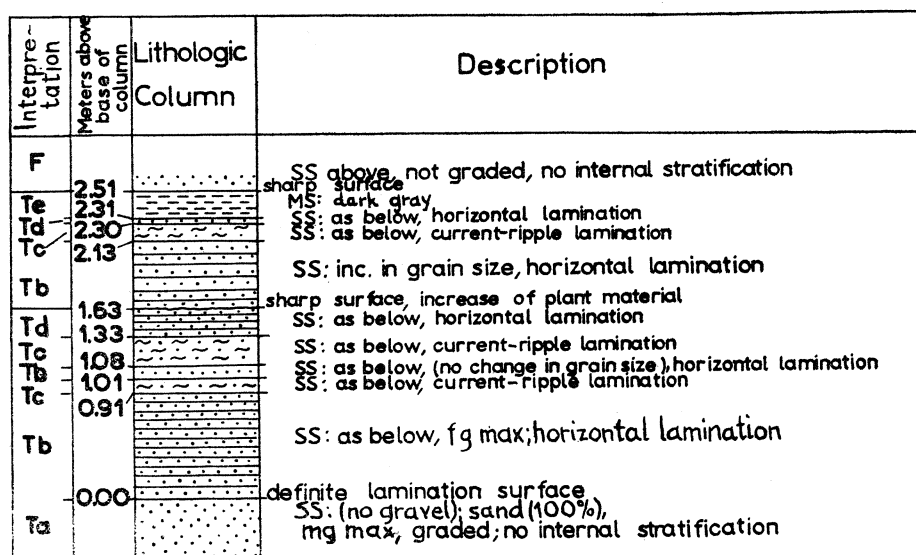 Interpre-
tation
Meters above
base of
column
Lithologic
Column
Description
F
SS above, not graded, no internal stratification
2.51
sharp surface
Te
MS: dark gray
2.31
SS: as below, horizontal lamination
Td
2.30
SS: as below, current-ripple lamination
Tc
2.13
SS: inc. in grain size, horizontal lamination
Tb
sharp surface, increase of plant material
1.63
SS: as below, horizontal lamination
Td
1.33
SS: as below, current-ripple lamination
Tc
1.08
SS: as below, (no change in grain size), horizontal lamination
Tb
1.01
SS: as below, current-ripple lamination
Tc
0.91
SS: as below, fg max; horizontal lamination
Tb
0.00
definite lamination surface
SS: (no gravel); sand (100%),
mg max, graded; no internal stratification
Ta